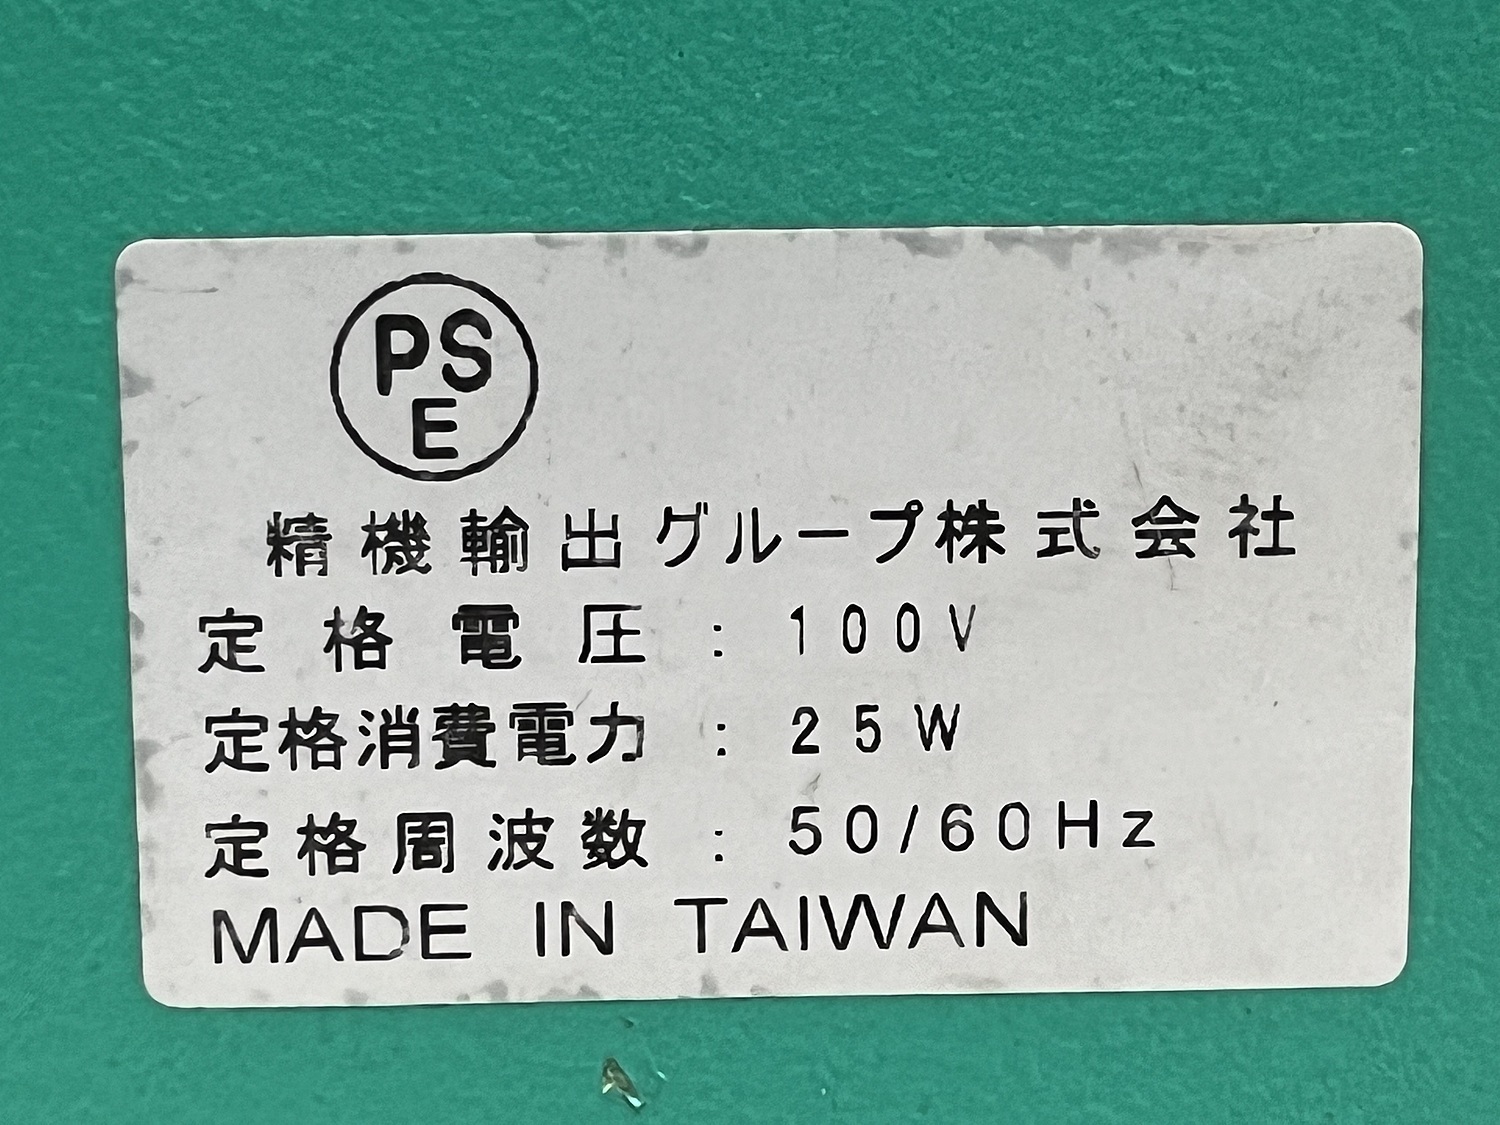 PS
E
精機輸出グループ株式会社
定格電圧：100V
定格消費電力：25W
定格周波数：50/60Hz
MADE IN TAIWAN